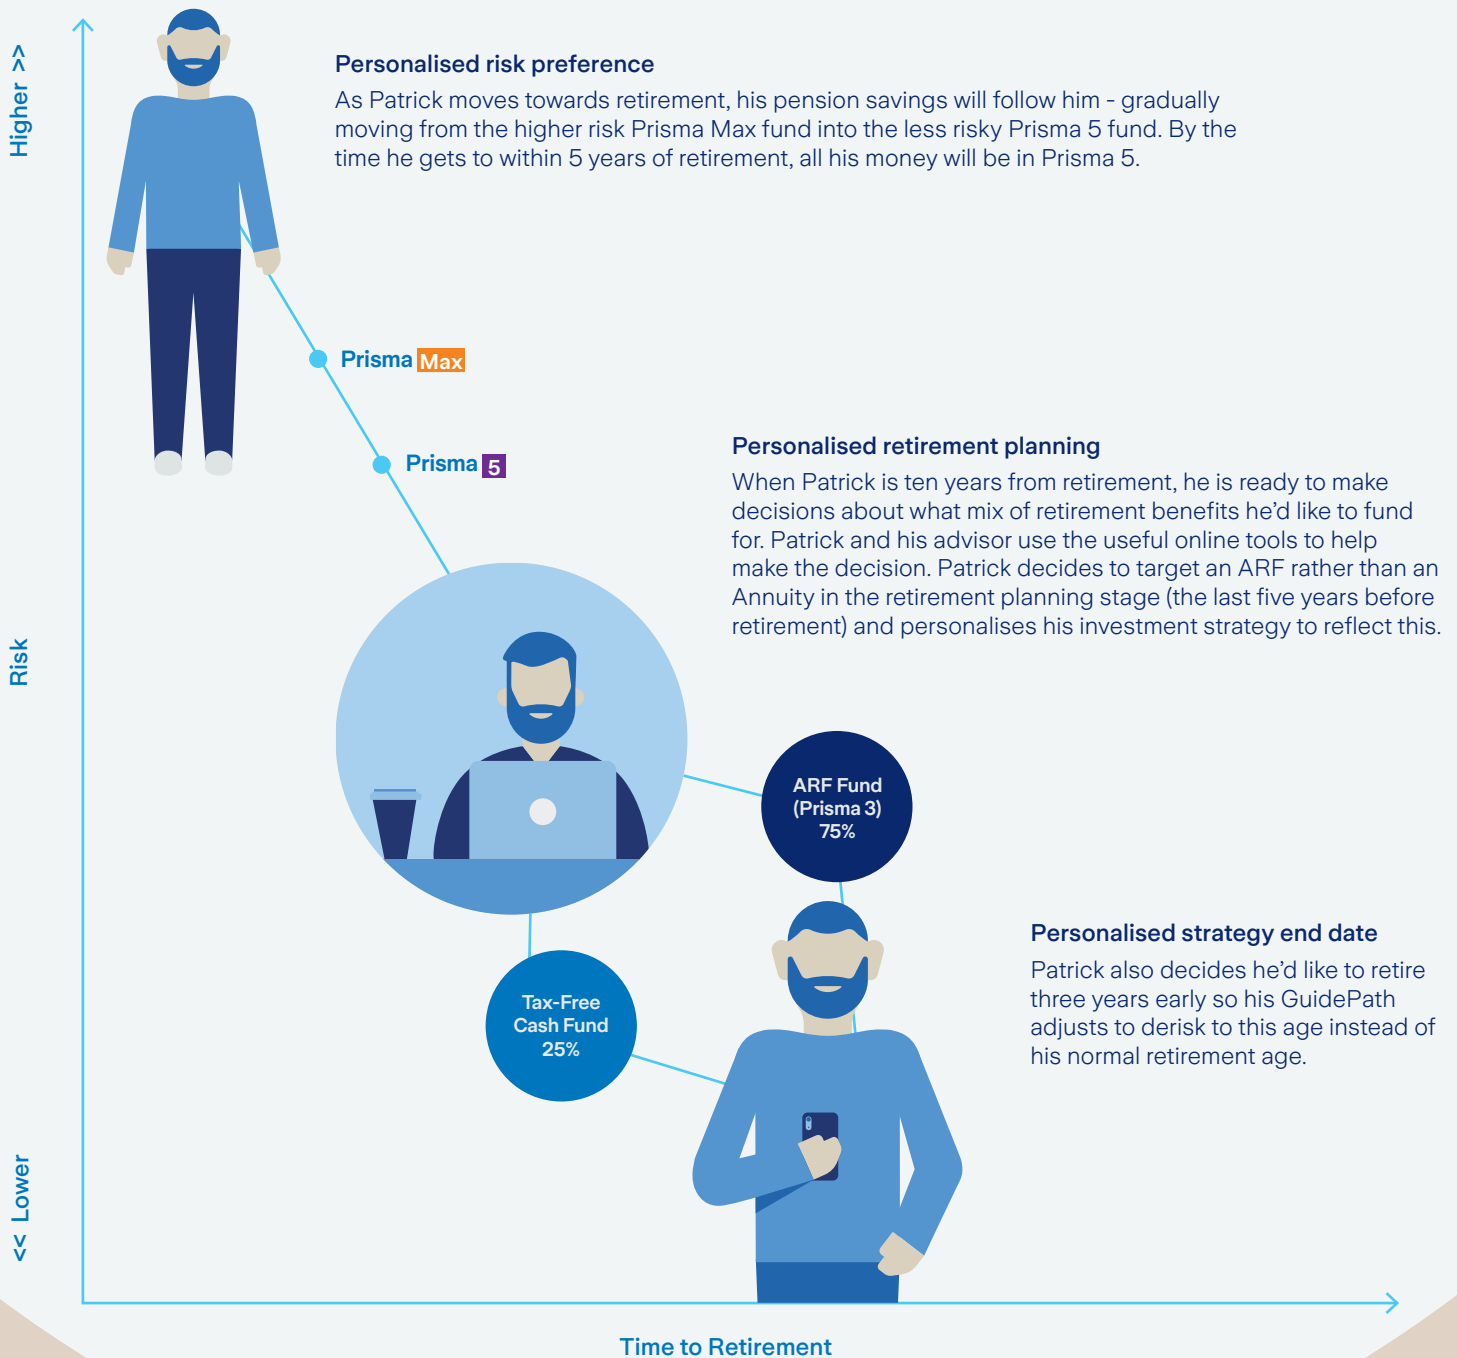 Higher >>
Personalised risk preference
As Patrick moves towards retirement, his pension savings will follow him - gradually
moving from the higher risk Prisma Max fund into the less risky Prisma 5 fund. By the
time he gets to within 5 years of retirement, all his money will be in Prisma 5.
Prisma Max
Prisma 5
Personalised retirement planning
When Patrick is ten years from retirement, he is ready to make
decisions about what mix of retirement benefits he’d like to fund
for. Patrick and his advisor use the useful online tools to help
make the decision. Patrick decides to target an ARF rather than an
Annuity in the retirement planning stage (the last five years before
retirement) and personalises his investment strategy to reflect this.
Risk
ARF Fund
(Prisma 3)
75%
Personalised strategy end date
Patrick also decides he’d like to retire
three years early so his GuidePath
adjusts to derisk to this age instead of
his normal retirement age.
Tax-Free
Cash Fund
25%
<< Lower
Time to Retirement